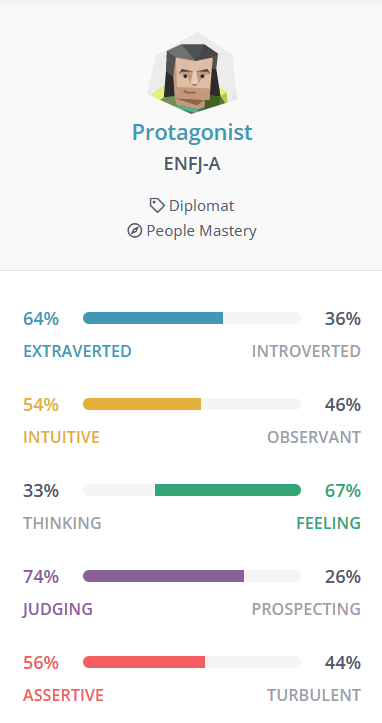 Protagonist
ENFJ-A
Diplomat
People Mastery
64% 36%
EXTRAVERTED INTROVERTED
54% 46%
INTUITIVE OBSERVANT
33% 67%
THINKING FEELING
74% 26%
JUDGING PROSPECTING
56% 44%
ASSERTIVE TURBULENT